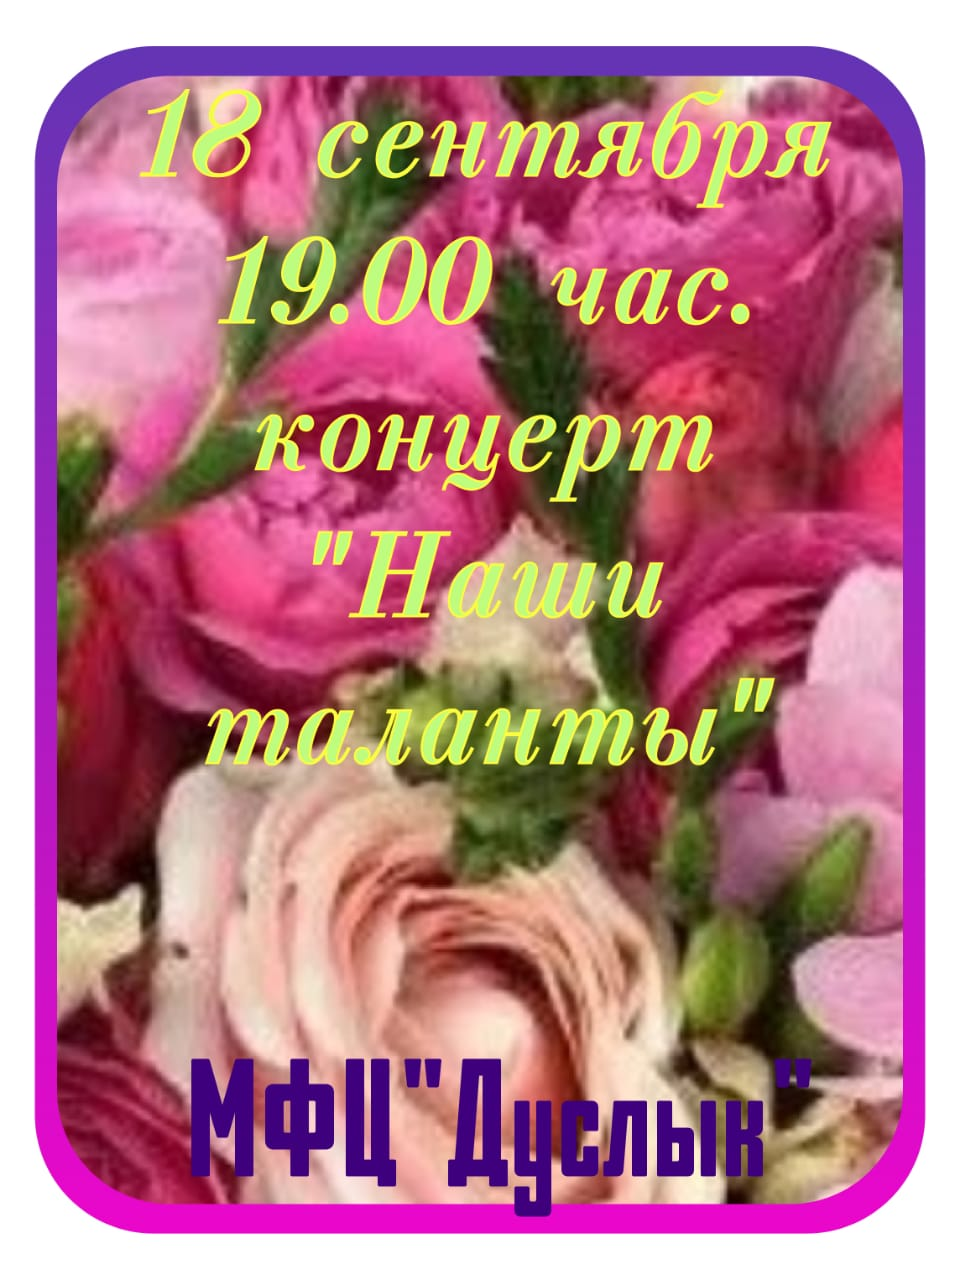 18 сентября
19.00 час.
концерт
"Наши
таланты"
МФЦ"Дуслык"